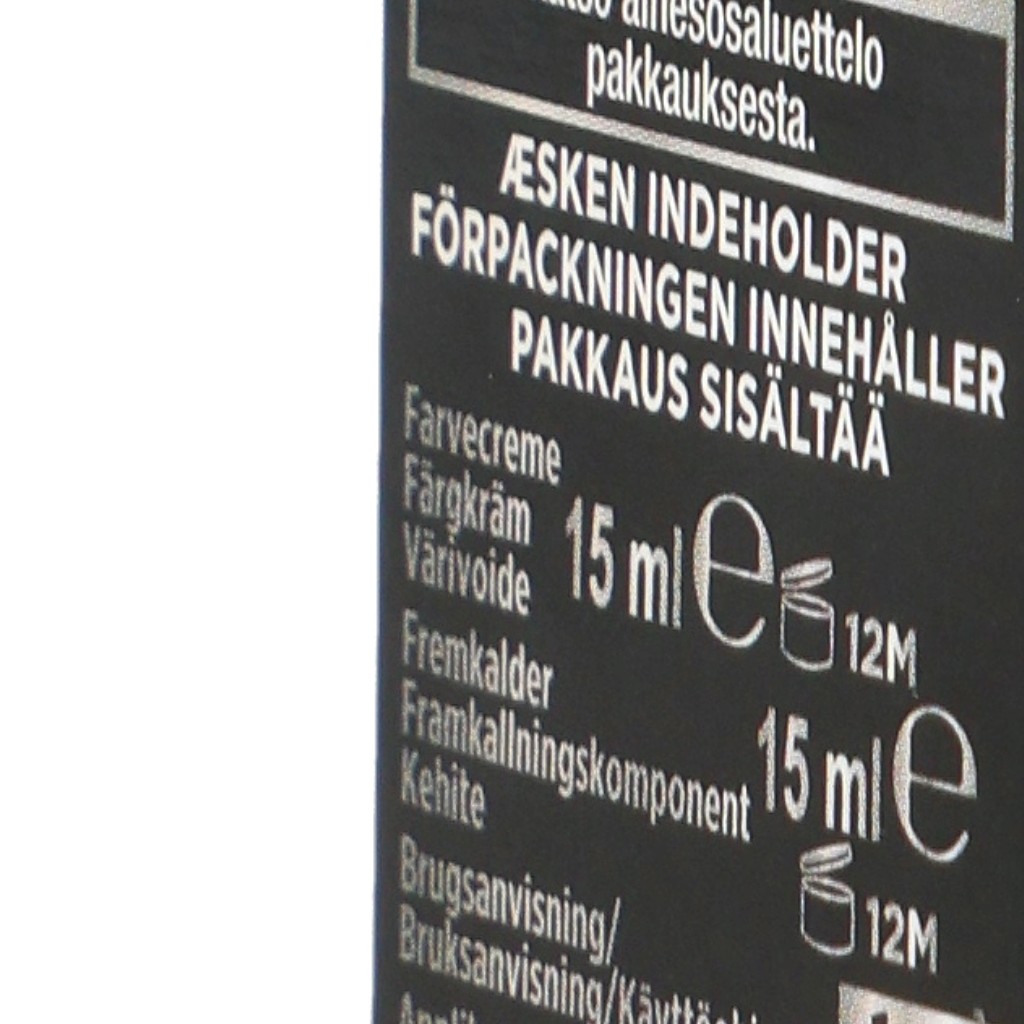 ainesosaluettelo
pakkauksesta.
ÆSKEN INDEHOLDER
FÖRPACKNINGEN INNEHÅLLER
PAKKAUS SISÄLTÄÄ
Farvecreme
Färgkräm
Värivoide
15 ml e
12M
Fremkalder
Framkallningskomponent
Kehite
15 ml e
12M
Brugsanvisning/
Bruksanvisning/